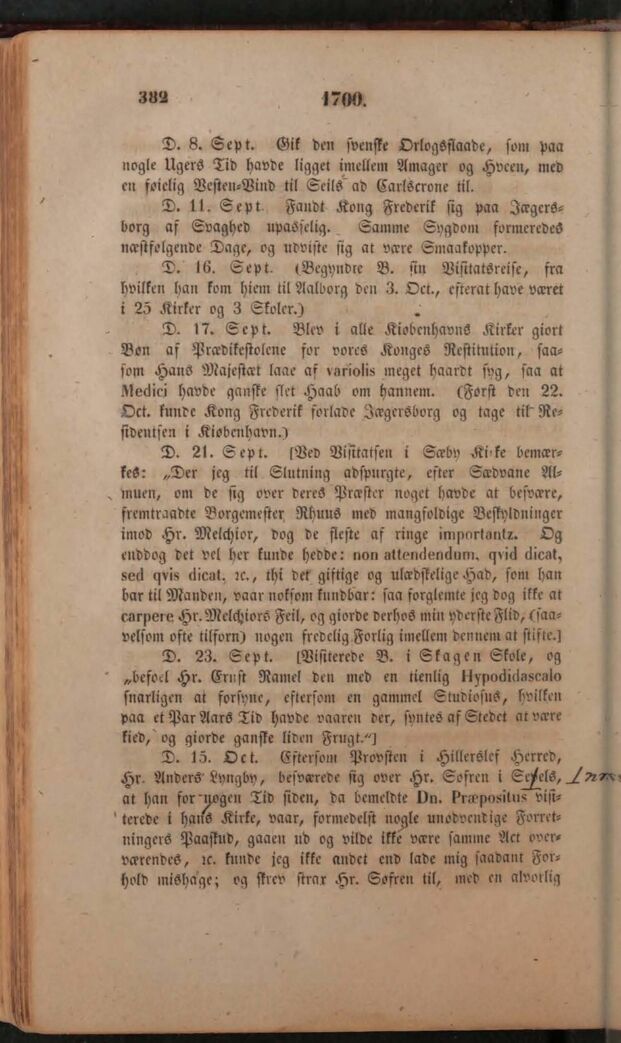 382
1700.
D. 8. Sept. Gik den svenske Orlogsflaade, som paa
nogle Ugers Tid havde ligget imellem Amager og Hveen, med
en føielig Vesten-Vind til Seils ad Carlscrone til.
D. 11. Sept. Fandt Kong Frederik sig paa Jægers-
borg af Svaghed upasselig. Samme Sygdom formeredes
næstfølgende Dage, og udviste sig at være Smaakopper.
D. 16. Sept. (Begyndte B. sin Visitatsreise, fra
hvilken han kom hiem til Aalborg den 3. Oct., efterat have været
i 25 Kirker og 3 Skoler.)
D. 17. Sept. Blev i alle Kiøbenhavns Kirker giort
Bøn af Prædikestolene for vores Konges Restitution, saa-
som Hans Majestæt laae af variolis meget haardt syg, saa at
Medici havde ganske slet Haab om hannem. (Først den 22.
Oct. kunde Kong Frederik forlade Jægersborg og tage til Re-
sidentsen i Kiøbenhavn.)
D. 21. Sept. [Ved Visitatsen i Sæby Kirke bemær-
kes: „Der jeg til Slutning adspurgte, efter Sædvane Al-
muen, om de sig over deres Præster noget havde at besvære,
fremtraadte Borgemester Rhuus med mangfoldige Beskyldninger
imod Hr. Melchior, dog de fleste af ringe importantz. Og
enddog det vel her kunde hedde: non attendendum, qvid dicat,
sed qvis dicat, ꝛc., thi det giftige og ulædskelige Had, som han
bar til Manden, vaar noksom kundbar: saa forglemte jeg dog ikke at
carpere Hr. Melchiors Feil, og giorde derhos min yderste Flid, (saa-
velsom ofte tilforn) nogen fredelig Forlig imellem dennem at stifte.]
D. 23. Sept. [Visiterede B. i Skagen Skole, og
„befoel Hr. Ernst Ramel den med en tienlig Hypodidascalo
snarligen at forsyne, eftersom en gammel Studiosus, hvilken
paa et Par Aars Tid havde vaaren der, syntes af Stedet at være
kied, og giorde ganske liden Frugt.“]
D. 15. Oct. Eftersom Provsten i Hillerslef Herred,
Hr. Anders Lyngby, besværede sig over Hr. Søfren i
at han for nogen Tid siden, da bemeldte Dn. Præpositus visi-
terede i hans Kirke, vaar, formedelst nogle unødvendige Forret-
ningers Paaskud, gaaen ud og vilde ikke være samme Act over-
værendes, ꝛc. kunde jeg ikke andet end lade mig saadant For-
hold mishage; og skrev strax Hr. Søfren til, med en alvorlig